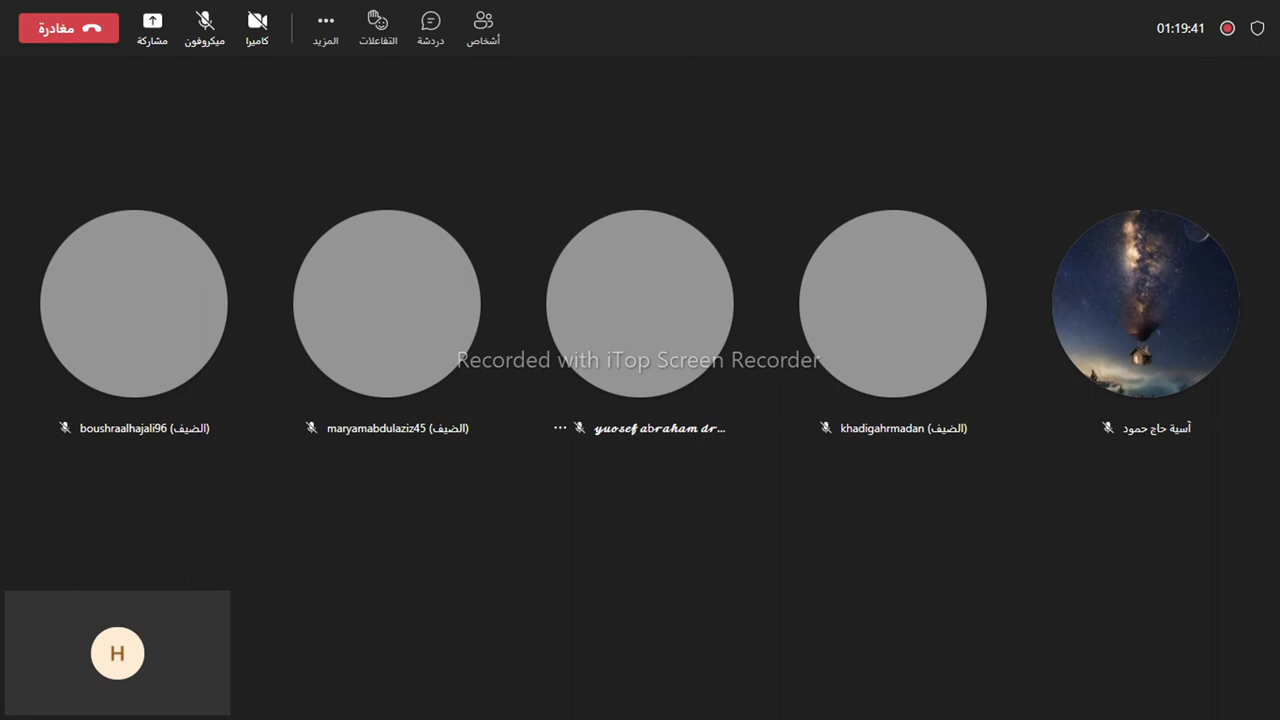 مغادرة
مشاركة
ميكروفون
كاميرا
المزيد
التفاعلات
دردشة
أشخاص
01:19:41
Recorded with iTop Screen Recorder
boushraalhajali96 (الضيف)
maryamabdulaziz45 (الضيف)
𝔂𝓾𝓸𝓼𝓮𝓯 𝓪b𝓻𝓪𝓱𝓪𝓶 𝓭𝓻...
khadigahrmadan (الضيف)
آسية حاج حمود
H